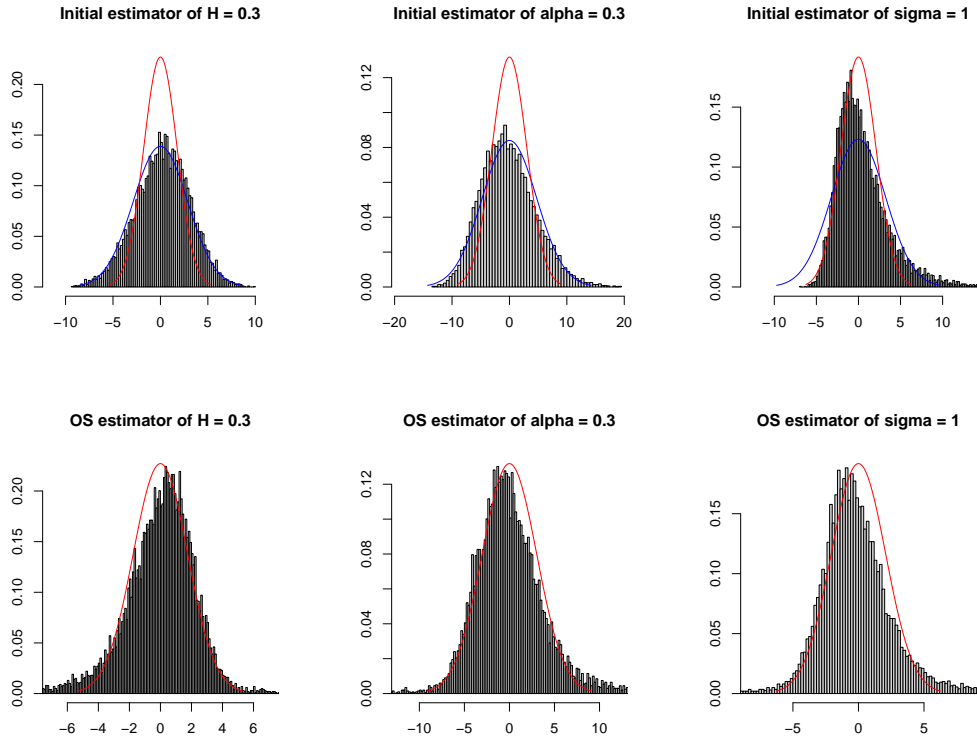 Initial estimator of H = 0.3
0.00 0.05 0.10 0.15 0.20
−10 −5 0 5 10
Initial estimator of alpha = 0.3
0.00 0.04 0.08 0.12
−20 −10 0 10 20
Initial estimator of sigma = 1
0.00 0.05 0.10 0.15
−10 −5 0 5 10
OS estimator of H = 0.3
0.00 0.05 0.10 0.15 0.20
−6 −4 −2 0 2 4 6
OS estimator of alpha = 0.3
0.00 0.04 0.08 0.12
−10 −5 0 5 10
OS estimator of sigma = 1
0.00 0.05 0.10 0.15
−5 0 5